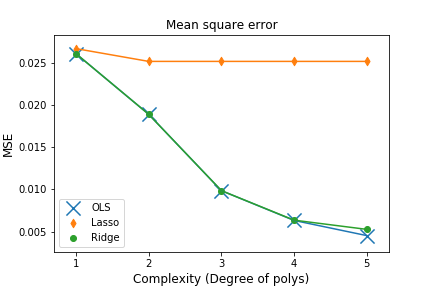 Mean square error
MSE
0.025
0.020
0.015
0.010
0.005
OLS
Lasso
Ridge
1 2 3 4 5
Complexity (Degree of polys)